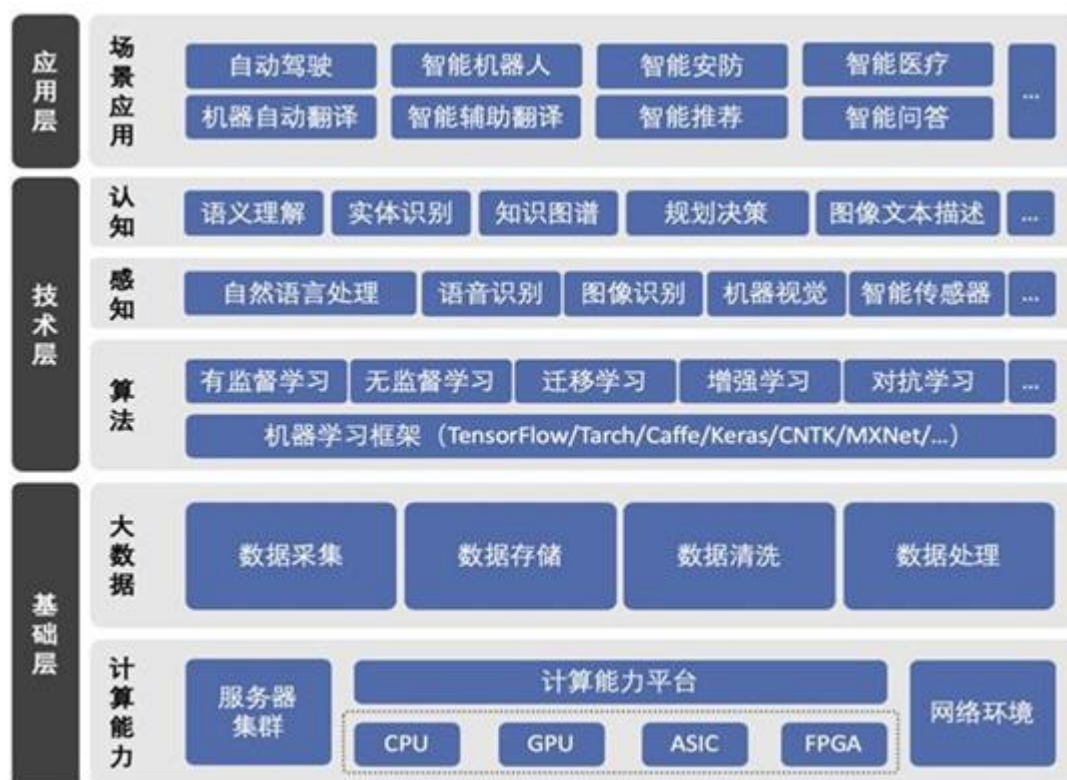 应用层
场景应用
自动驾驶
智能机器人
智能安防
智能医疗
...
机器自动翻译
智能辅助翻译
智能推荐
智能问答
技术层
认知
语义理解
实体识别
知识图谱
规划决策
图像文本描述
...
感知
自然语言处理
语音识别
图像识别
机器视觉
智能传感器
...
算法
有监督学习
无监督学习
迁移学习
增强学习
对抗学习
...
机器学习框架（TensorFlow/Tarch/Caffe/Keras/CNTK/MXNet/...）
基础层
大数据
数据采集
数据存储
数据清洗
数据处理
计算能力
服务器
集群
计算能力平台
CPU
GPU
ASIC
FPGA
网络环境